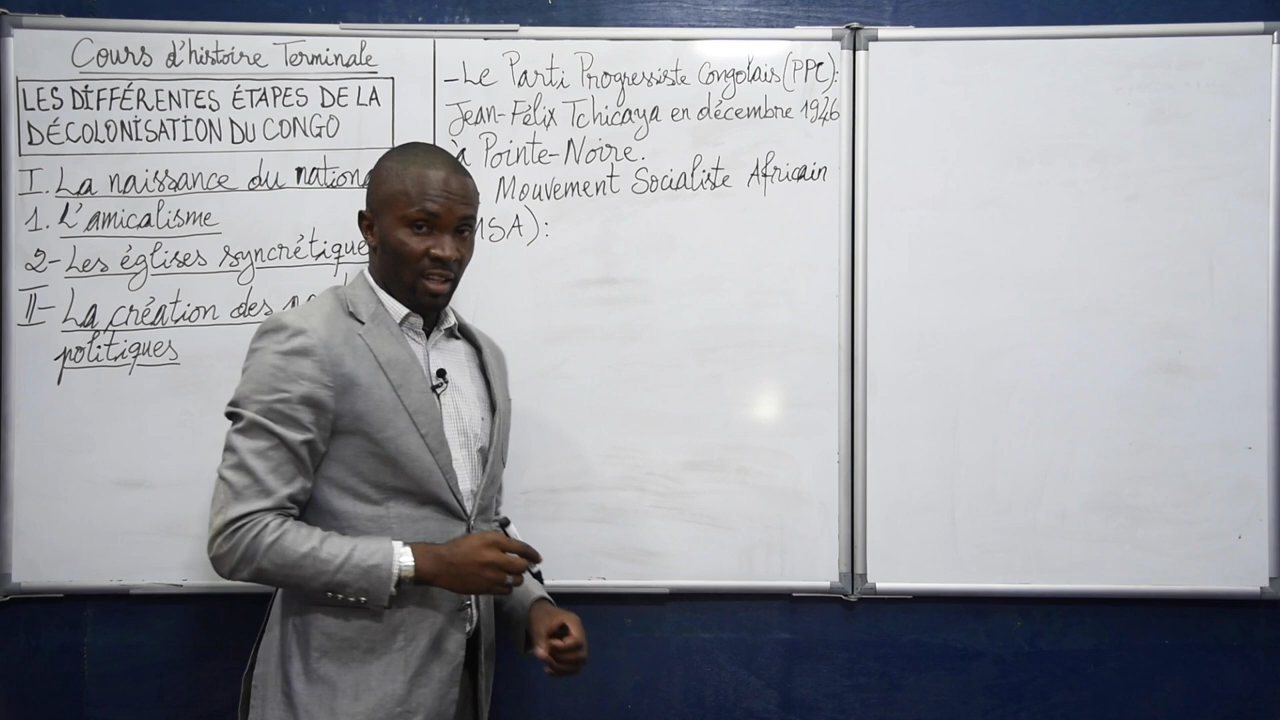 Cours d'histoire Terminale
LES DIFFÉRENTES ÉTAPES DE LA
DÉCOLONISATION DU CONGO
I. La naissance du nationa
1. L'amicalisme
2- Les églises syncrétique
II- La création des
politiques
-Le Parti Progressiste Congolais (PPC):
Jean-Félix Tchicaya en décembre 1946
à Pointe-Noire.
Mouvement Socialiste Africain
MSA):